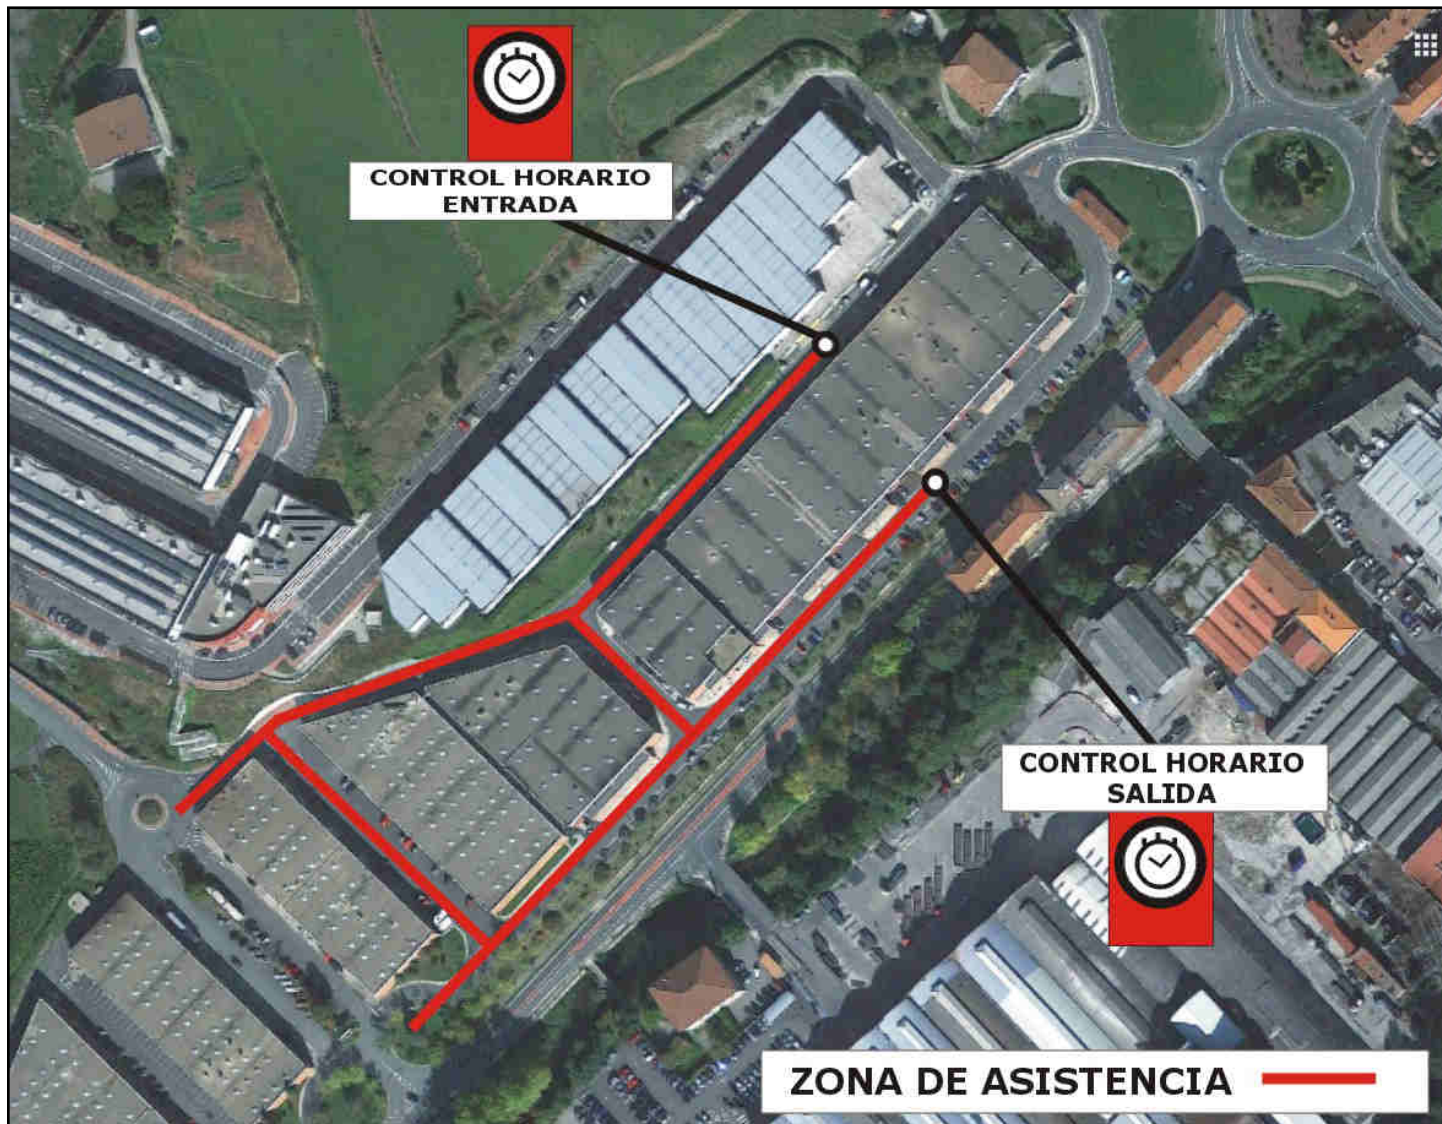 CONTROL HORARIO
ENTRADA
CONTROL HORARIO
SALIDA
ZONA DE ASISTENCIA